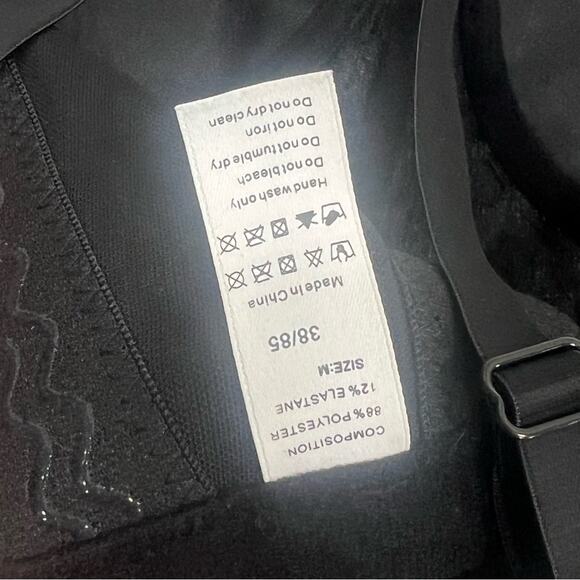 COMPOSITION
88%POLYESTER
12%ELASTANE
SIZE:M
38/85
Made in China
Hand wash only
Do not bleach
Do not tumble dry
Do not iron
Do not dry clean